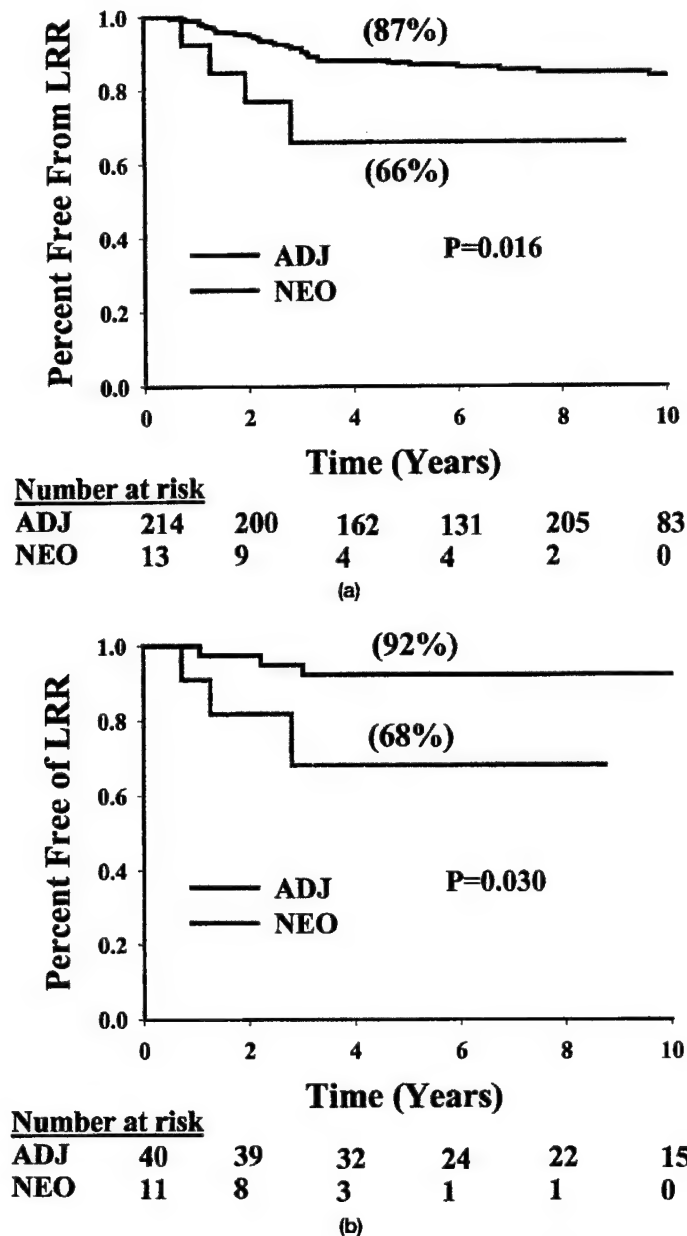 Percent Free From LRR
1.0
0.8
0.6
0.4
0.2
0.0
(87%)
(66%)
ADJ
NEO
P=0.016
0 2 4 6 8 10
Time (Years)
Number at risk
ADJ 214 200 162 131 205 83
NEO 13 9 4 4 2 0
(a)
Percent Free of LRR
1.0
0.8
0.6
0.4
0.2
0.0
(92%)
(68%)
ADJ
NEO
P=0.030
0 2 4 6 8 10
Time (Years)
Number at risk
ADJ 40 39 32 24 22 15
NEO 11 8 3 1 1 0
(b)